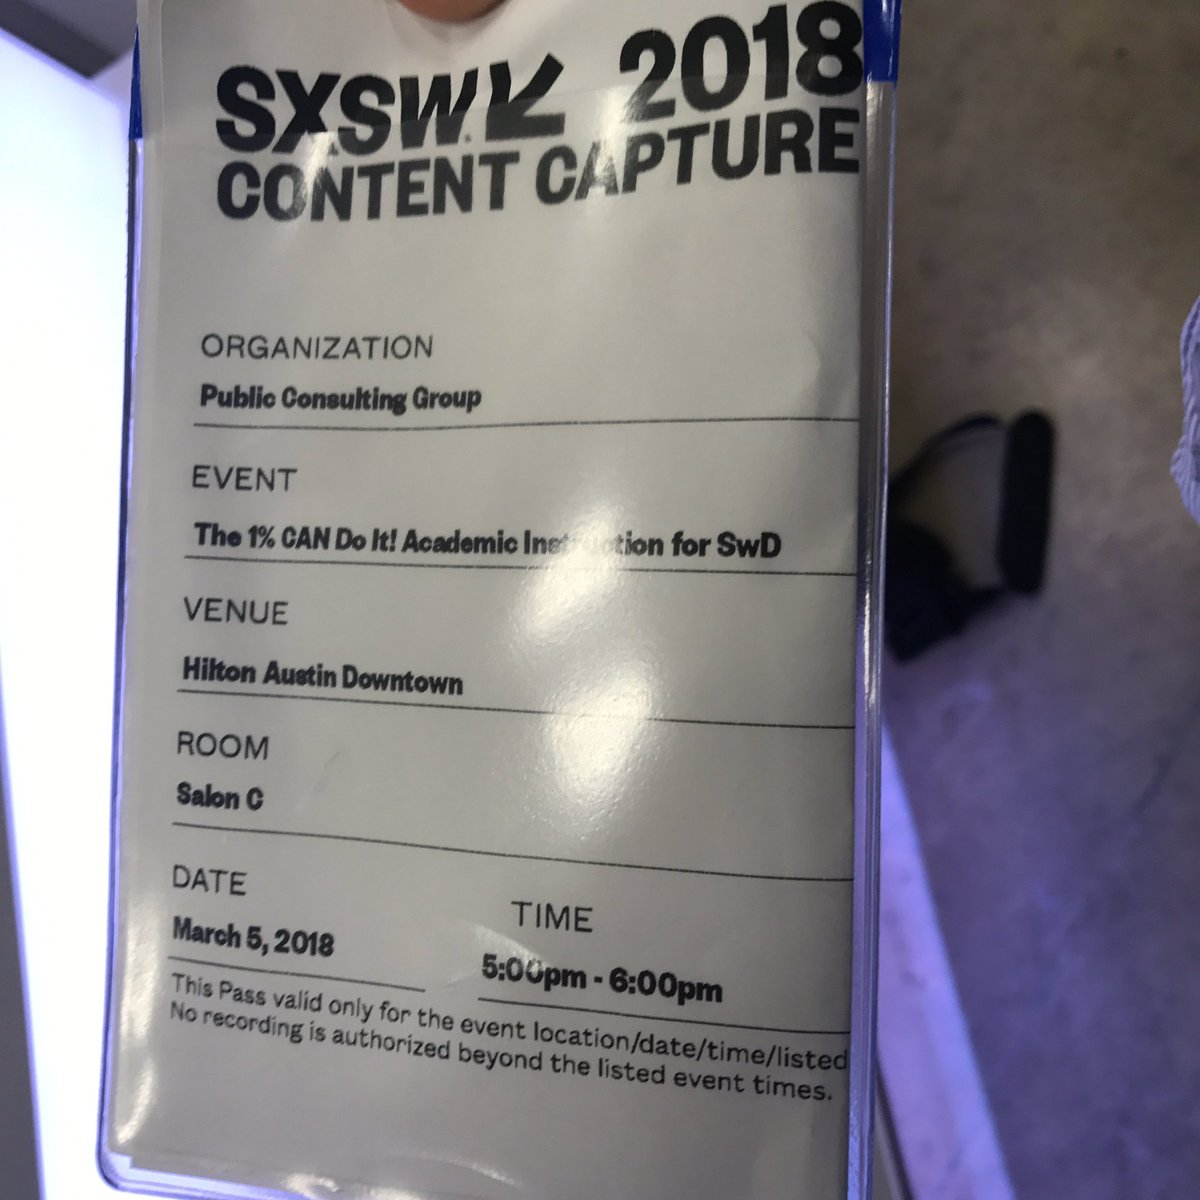 SXSW. 2018
CONTENT CAPTURE
ORGANIZATION
Public Consulting Group
EVENT
The 1% CAN Do It! Academic Instruction for SwD
VENUE
Hilton Austin Downtown
ROOM
Salon C
DATE
March 5, 2018
TIME
5:00pm - 6:00pm
This Pass valid only for the event location/date/time/listed
No recording is authorized beyond the listed event times.